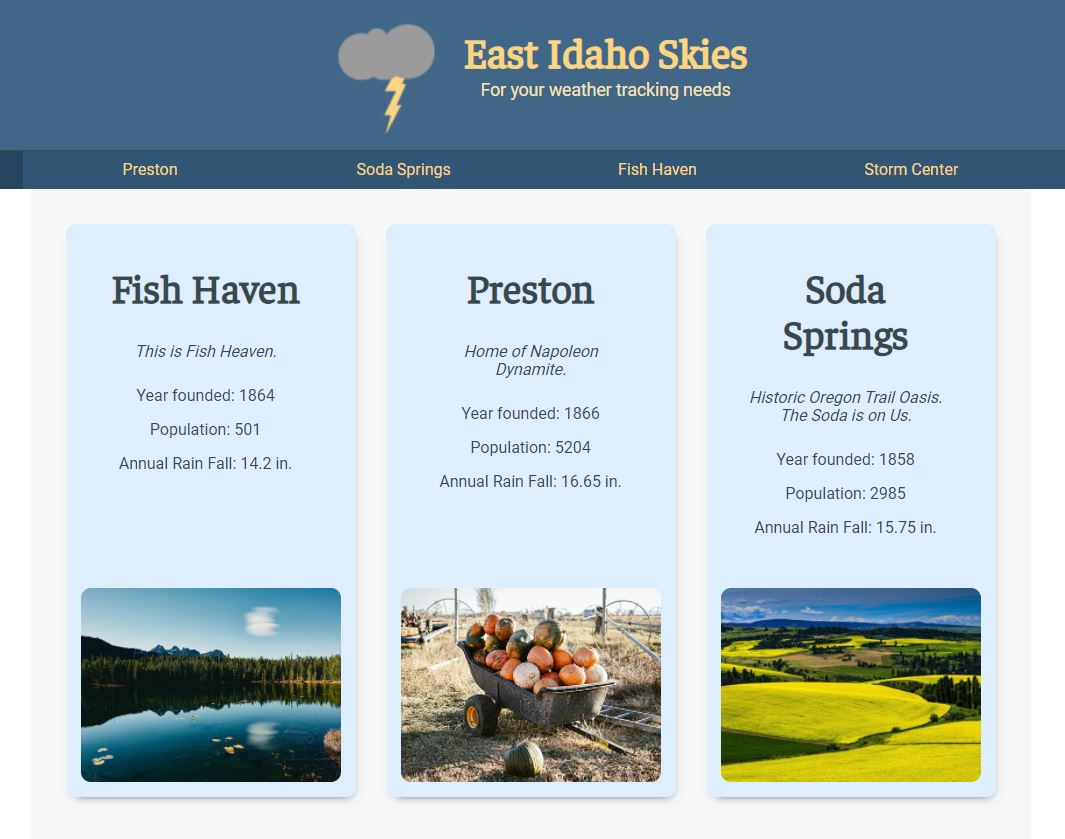 East Idaho Skies
For your weather tracking needs
Preston
Soda Springs
Fish Haven
Storm Center
Fish Haven
This is Fish Heaven.
Year founded: 1864
Population: 501
Annual Rain Fall: 14.2 in.
Preston
Home of Napoleon
Dynamite.
Year founded: 1866
Population: 5204
Annual Rain Fall: 16.65 in.
Soda
Springs
Historic Oregon Trail Oasis.
The Soda is on Us.
Year founded: 1858
Population: 2985
Annual Rain Fall: 15.75 in.